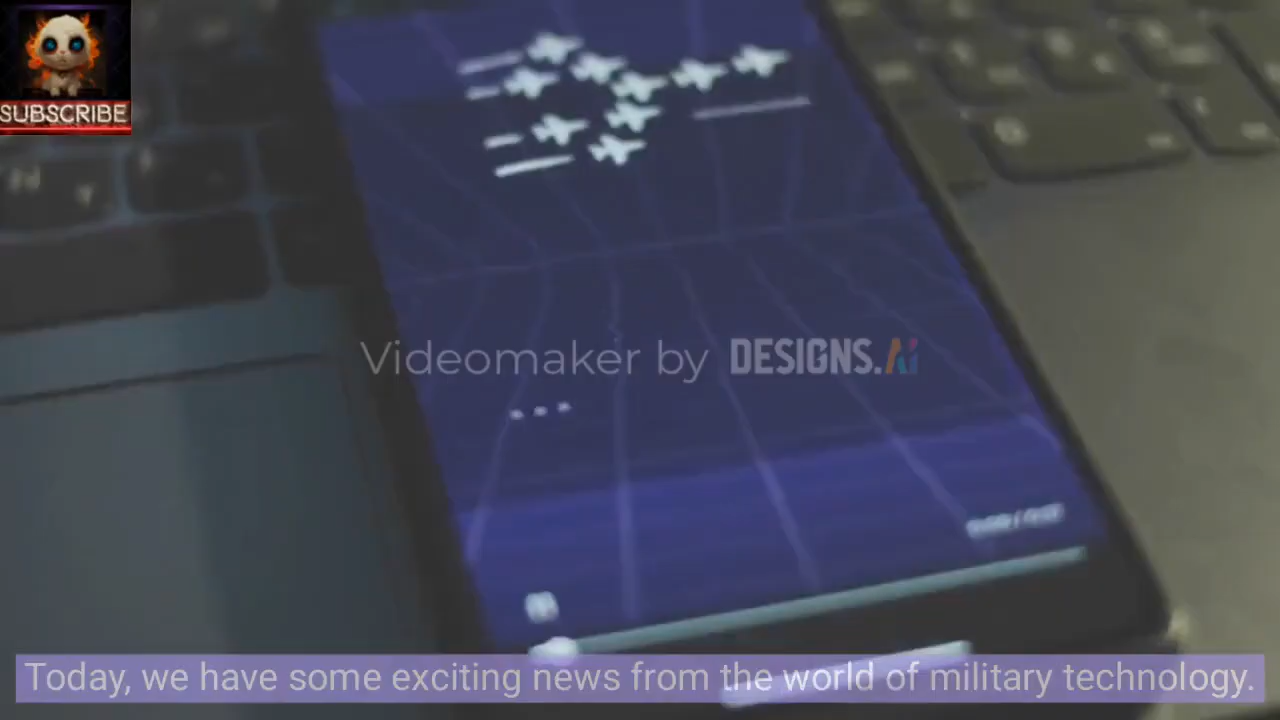 SUBSCRIBE
Videomaker by DESIGNS.Ai
Today, we have some exciting news from the world of military technology.